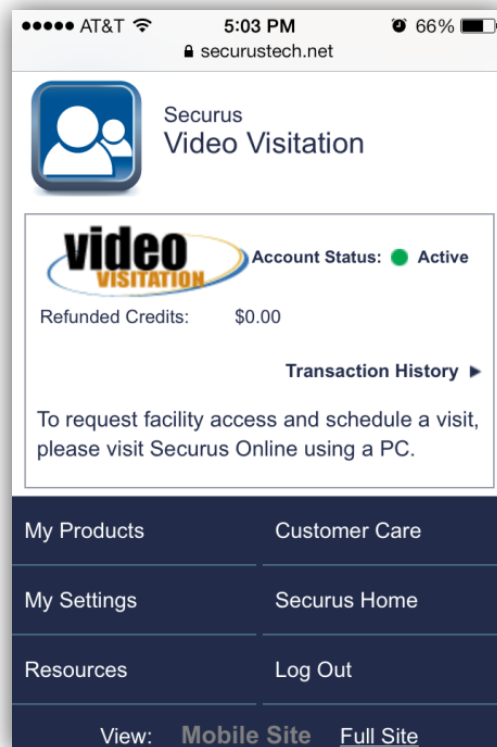 AT&T 5:03 PM 66%
securustech.net
Securus
Video Visitation
video
VISITATION
Account Status: Active
Refunded Credits: $0.00
Transaction History
To request facility access and schedule a visit,
please visit Securus Online using a PC.
My Products Customer Care
My Settings Securus Home
Resources Log Out
View: Mobile Site Full Site